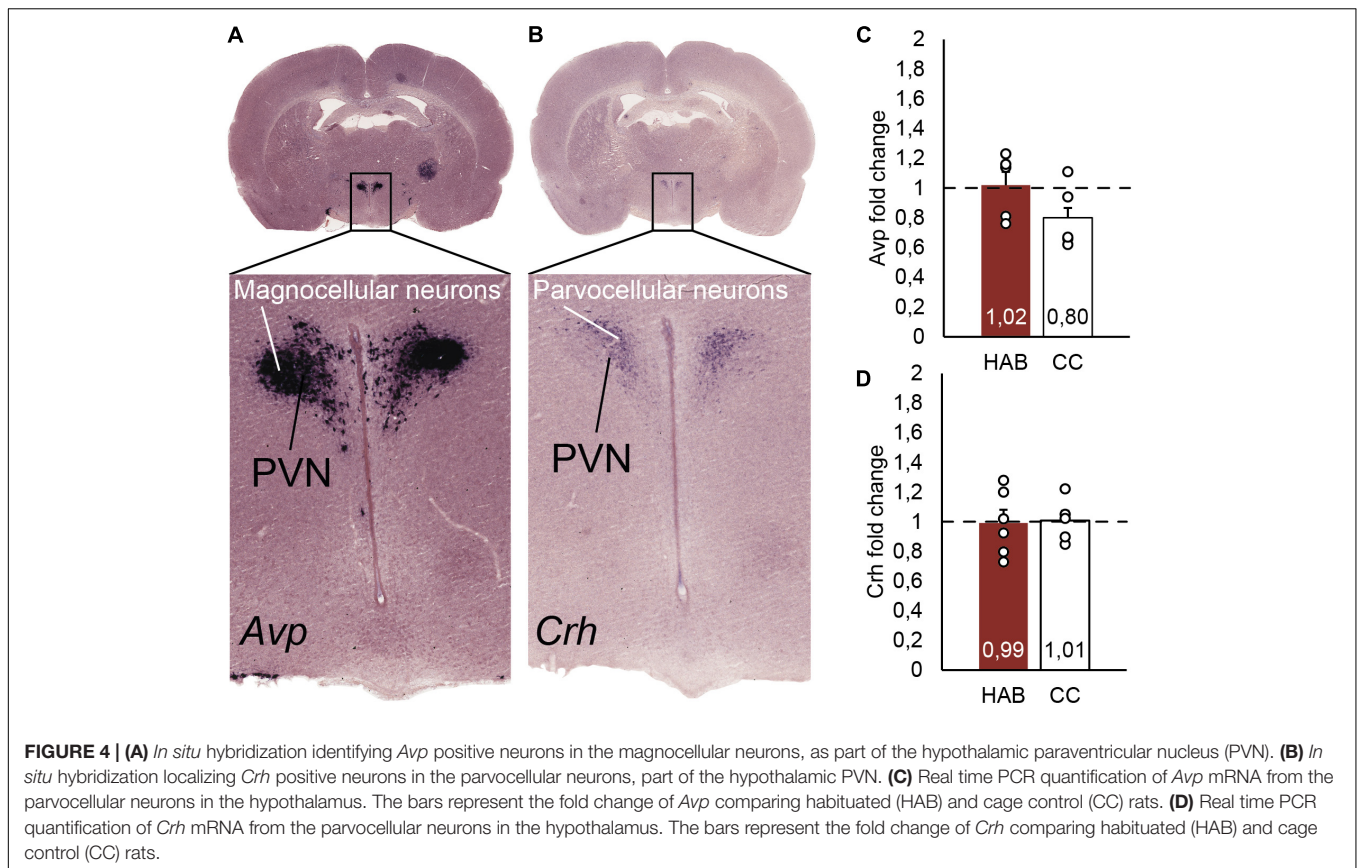 A
B
Magnocellular neurons
PVN
Avp
Parvocellular neurons
PVN
Crh
C
Avp fold change
2
1,8
1,6
1,4
1,2
1
0,8
0,6
0,4
0,2
0
1,02
0,80
HAB CC
D
Crh fold change
2
1,8
1,6
1,4
1,2
1
0,8
0,6
0,4
0,2
0
0,99
1,01
HAB CC
FIGURE 4 | (A) In situ hybridization identifying Avp positive neurons in the magnocellular neurons, as part of the hypothalamic paraventricular nucleus (PVN). (B) In
situ hybridization localizing Crh positive neurons in the parvocellular neurons, part of the hypothalamic PVN. (C) Real time PCR quantification of Avp mRNA from the
parvocellular neurons in the hypothalamus. The bars represent the fold change of Avp comparing habituated (HAB) and cage control (CC) rats. (D) Real time PCR
quantification of Crh mRNA from the parvocellular neurons in the hypothalamus. The bars represent the fold change of Crh comparing habituated (HAB) and cage
control (CC) rats.